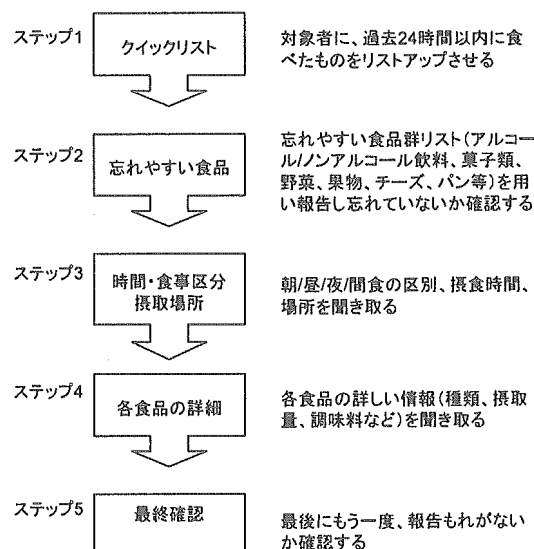 ステップ1
クイックリスト
対象者に、過去24時間以内に食
べたものをリストアップさせる
ステップ2
忘れやすい食品
忘れやすい食品群リスト(アルコー
ル/ノンアルコール飲料、菓子類、
野菜、果物、チーズ、パン等)を用
い報告し忘れていないか確認する
ステップ3
時間・食事区分
摂取場所
朝/昼/夜/間食の区別、摂食時間、
場所を聞き取る
ステップ4
各食品の詳細
各食品の詳しい情報(種類、摂取
量、調味料など)を聞き取る
ステップ5
最終確認
最後にもう一度、報告もれがない
か確認する